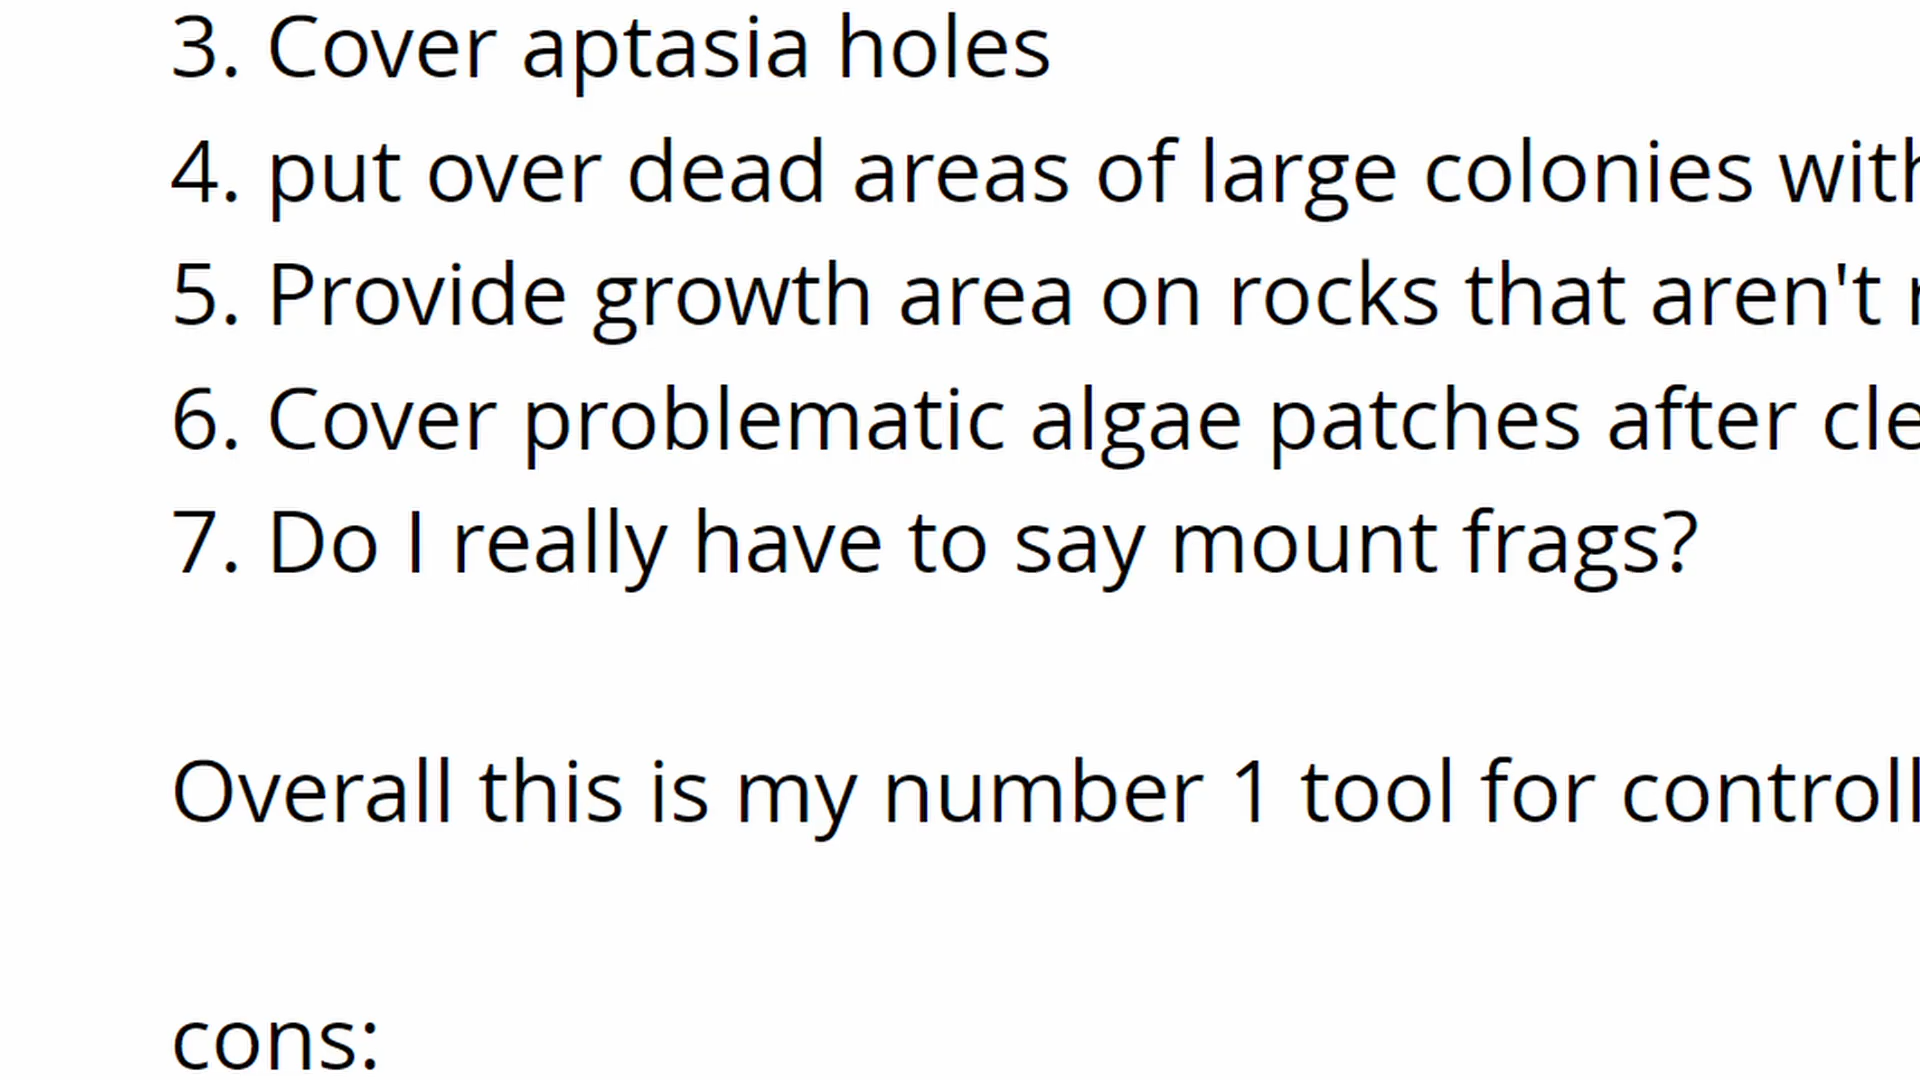 3. Cover aptasia holes
4. put over dead areas of large colonies with
5. Provide growth area on rocks that aren't
6. Cover problematic algae patches after
7. Do I really have to say mount frags?
Overall this is my number 1 tool for
cons: